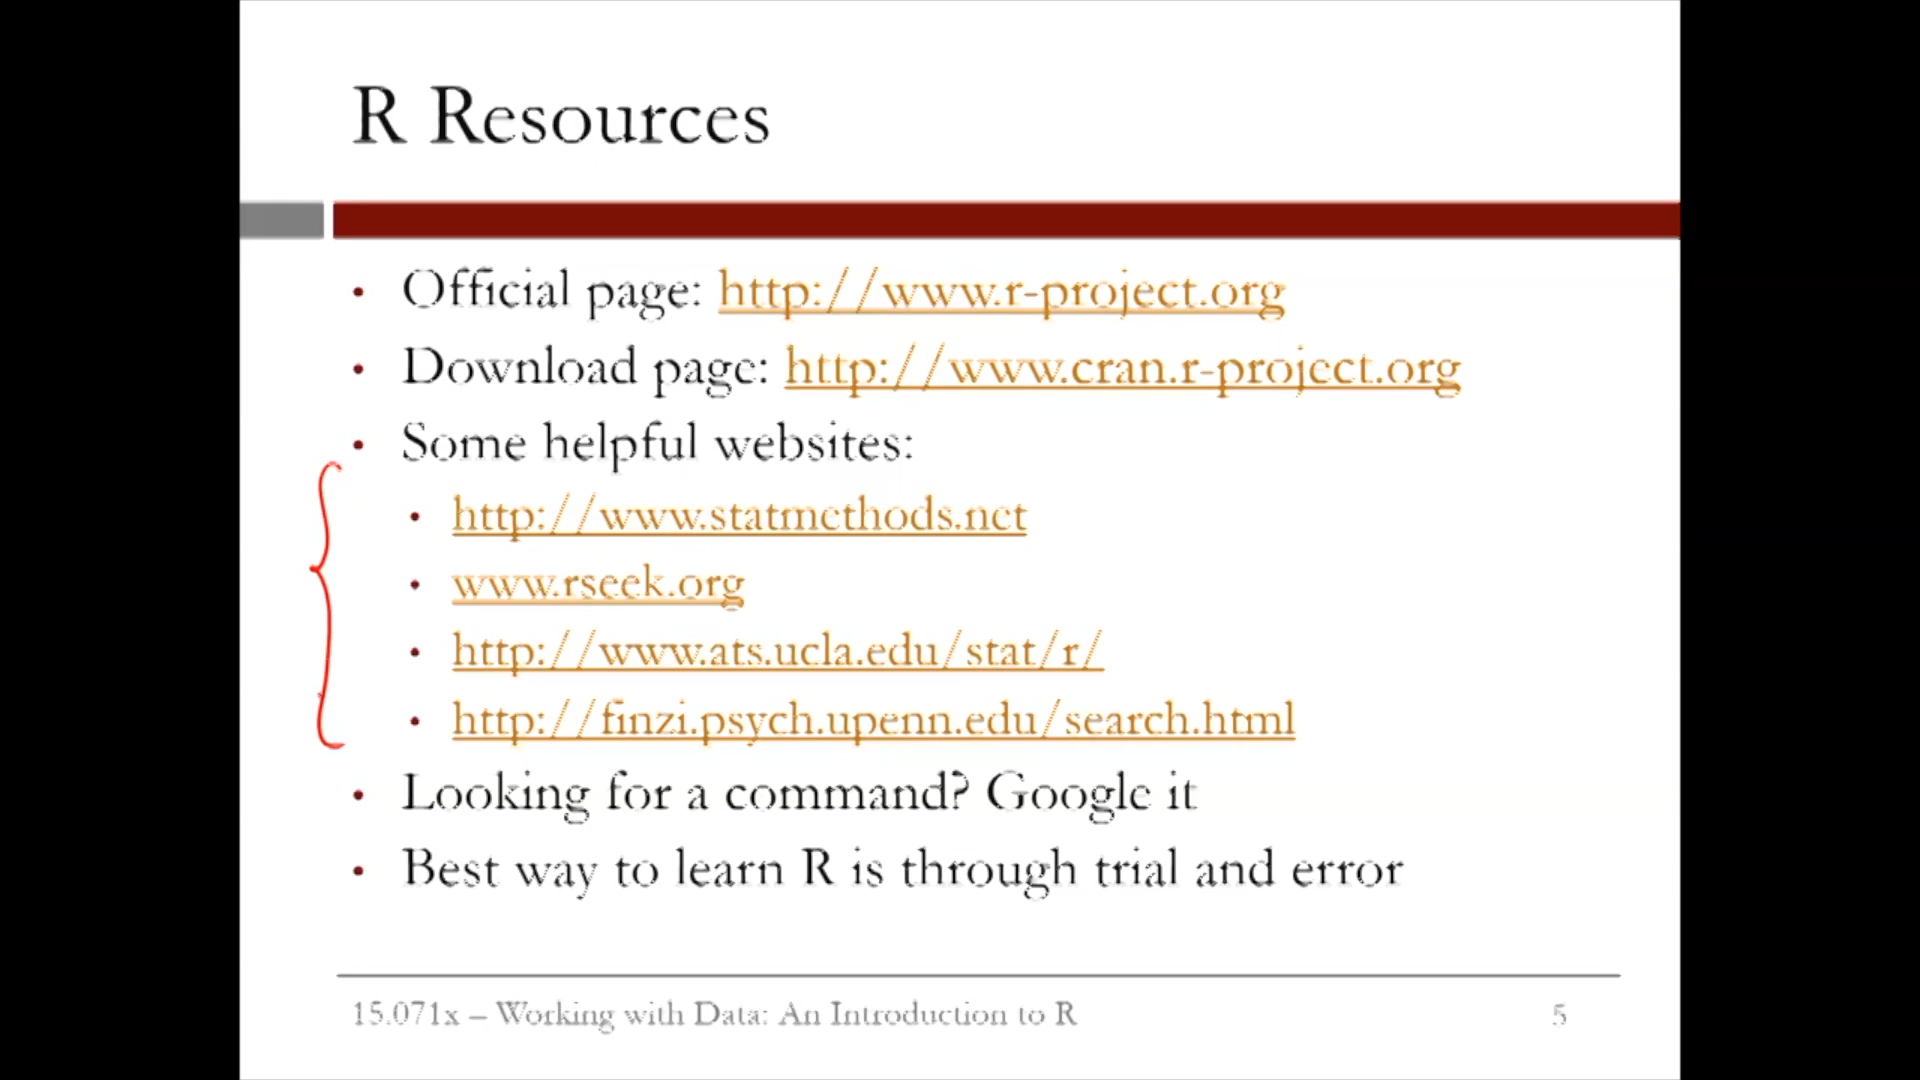 R Resources
• Official page: http://www.r-project.org
• Download page: http://www.cran.r-project.org
• Some helpful websites:
• http://www.statmethods.net
• www.rseek.org
• http://www.ats.ucla.edu/stat/r/
• http://finzi.psych.upenn.edu/search.html
• Looking for a command? Google it
• Best way to learn R is through trial and error
15.071x – Working with Data: An Introduction to R 5